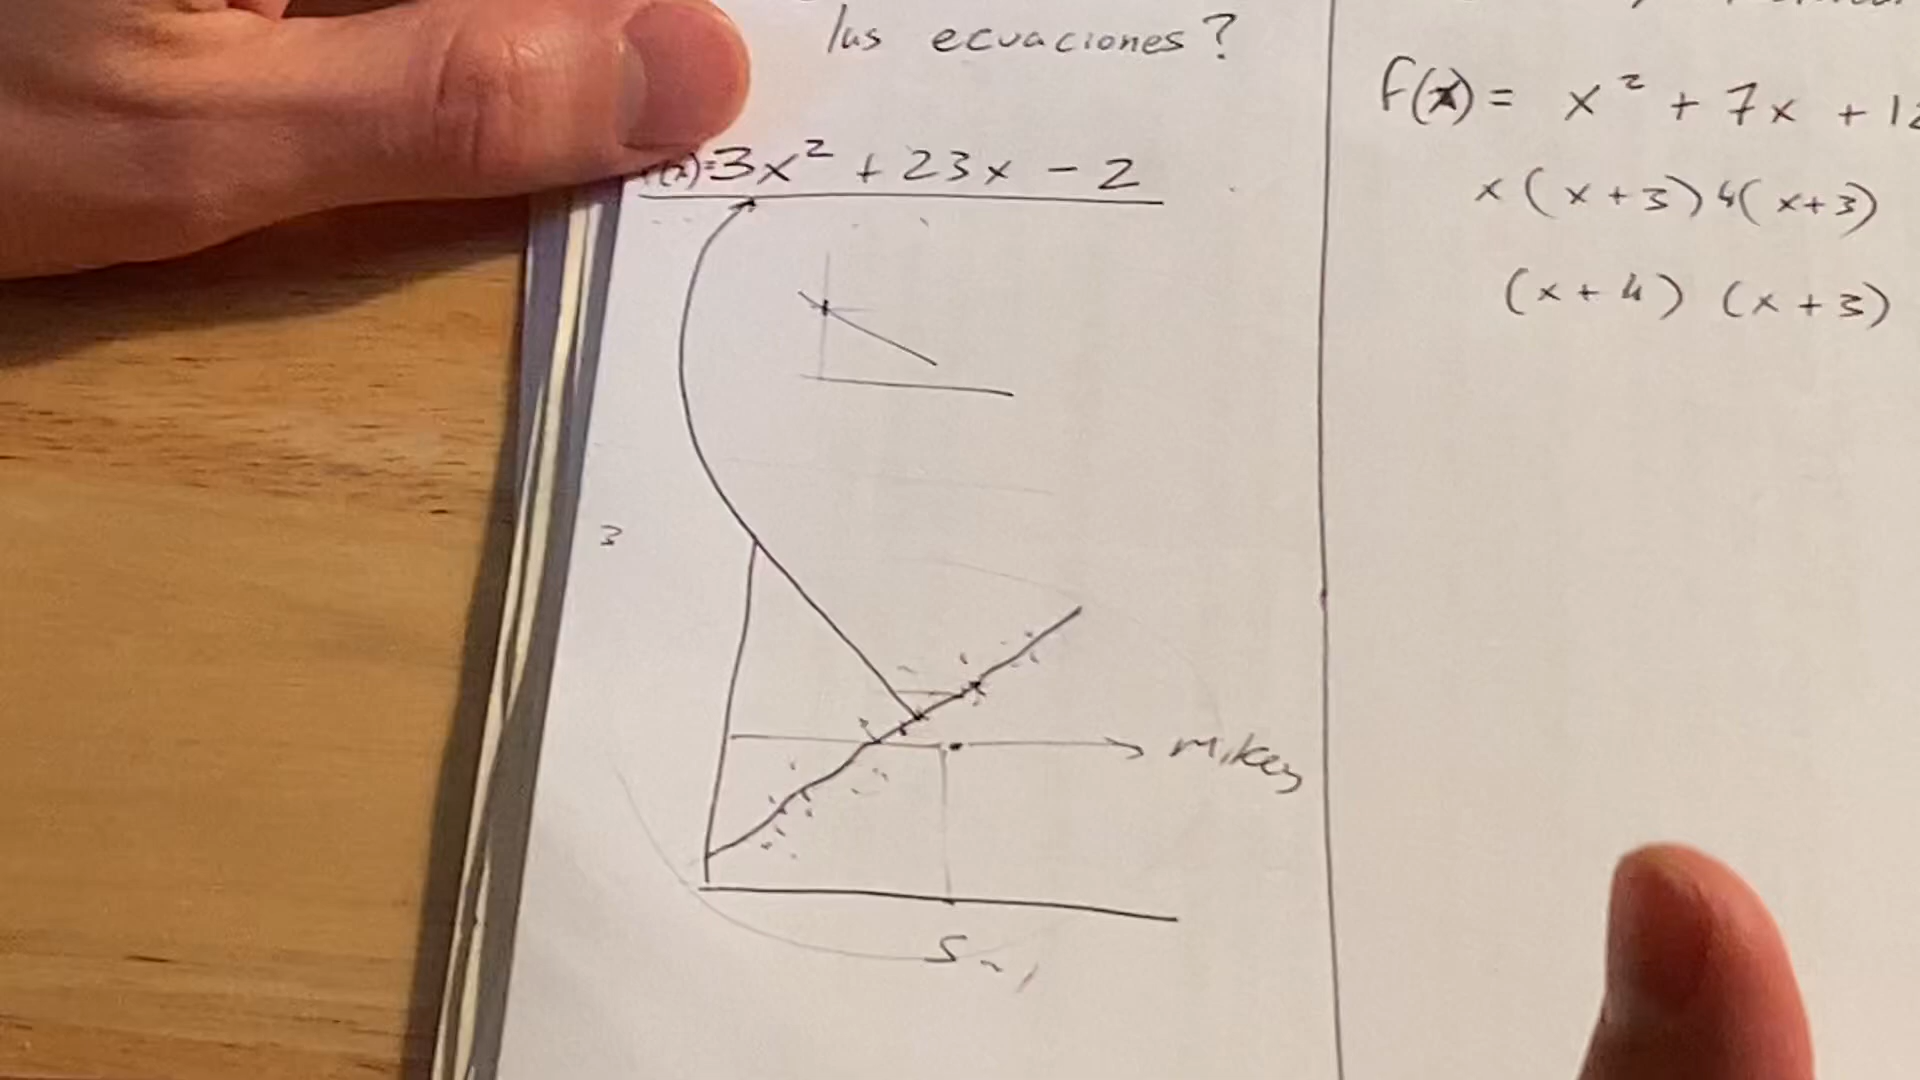 las ecuaciones?
(x)=3x² + 23x - 2
3
Mikey
f(x) = x² + 7x + 12
x(x+3)4(x+3)
(x+4) (x+3)